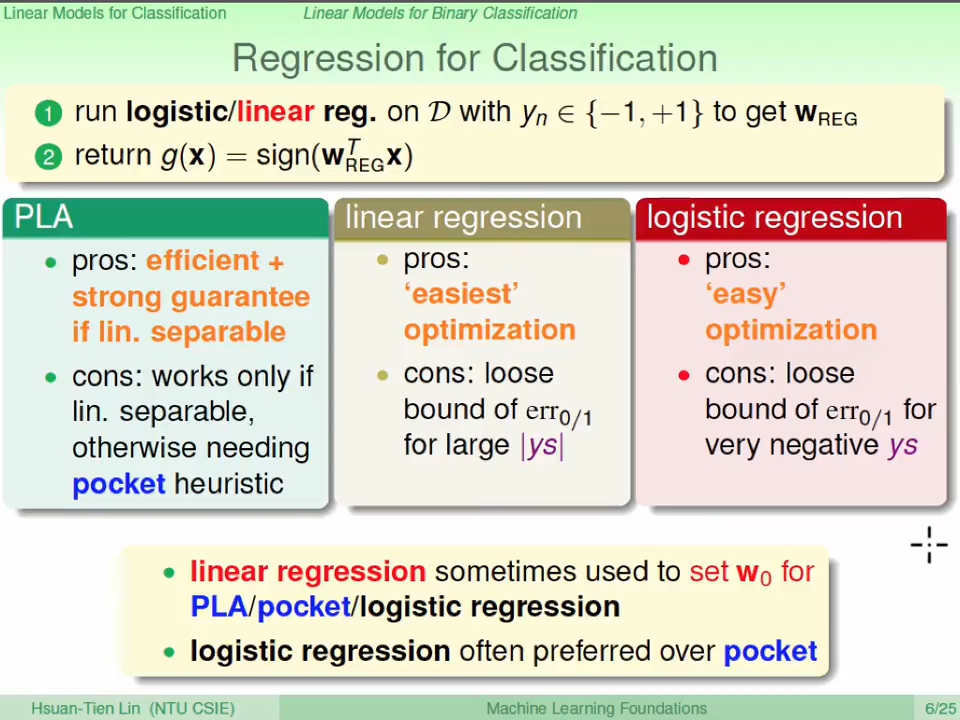 Linear Models for Classification
Linear Models for Binary Classification
Regression for Classification
1 run logistic/linear reg. on 𝒟 with yₙ ∈ {−1, +1} to get w_REG
2 return g(x) = sign(w_REG^T x)
PLA
• pros: efficient +
strong guarantee
if lin. separable
• cons: works only if
lin. separable,
otherwise needing
pocket heuristic
linear regression
• pros:
‘easiest’
optimization
• cons: loose
bound of err_0/1
for large |ys|
logistic regression
• pros:
‘easy’
optimization
• cons: loose
bound of err_0/1 for
very negative ys
• linear regression sometimes used to set w₀ for
PLA/pocket/logistic regression
• logistic regression often preferred over pocket
Hsuan-Tien Lin (NTU CSIE)
Machine Learning Foundations
6/25